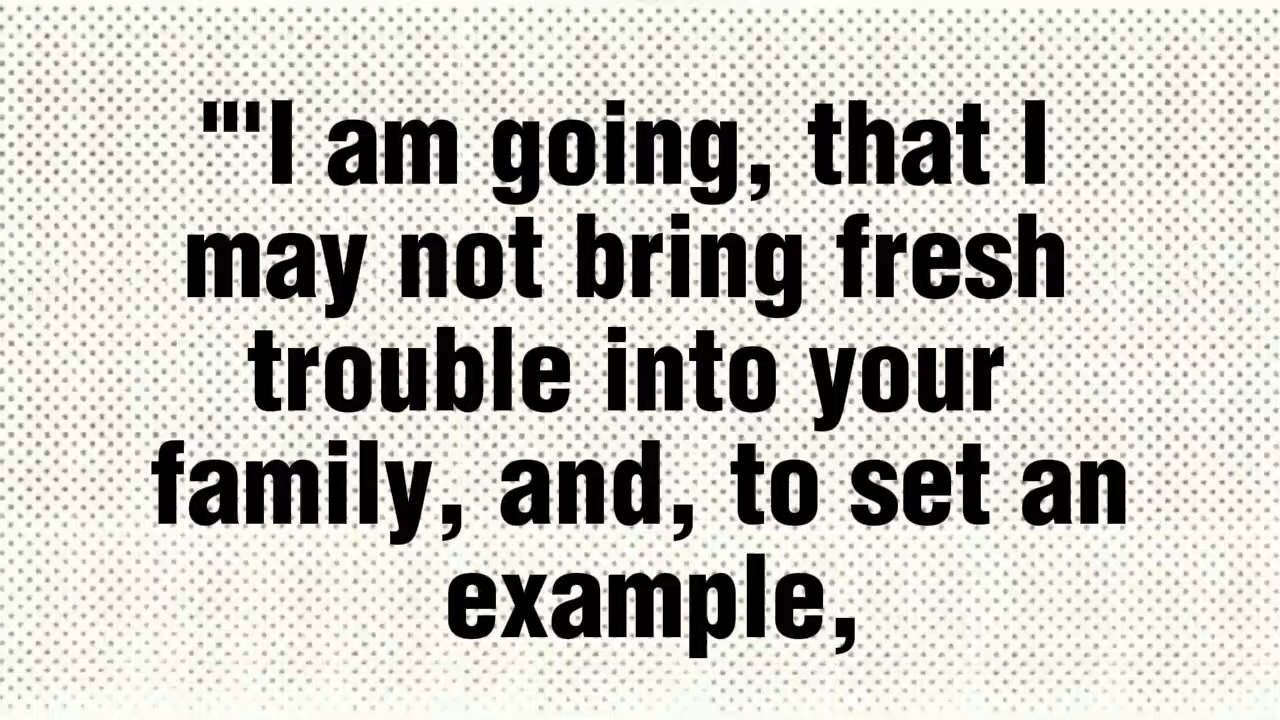 "'I am going, that I
may not bring fresh
trouble into your
family, and, to set an
example,